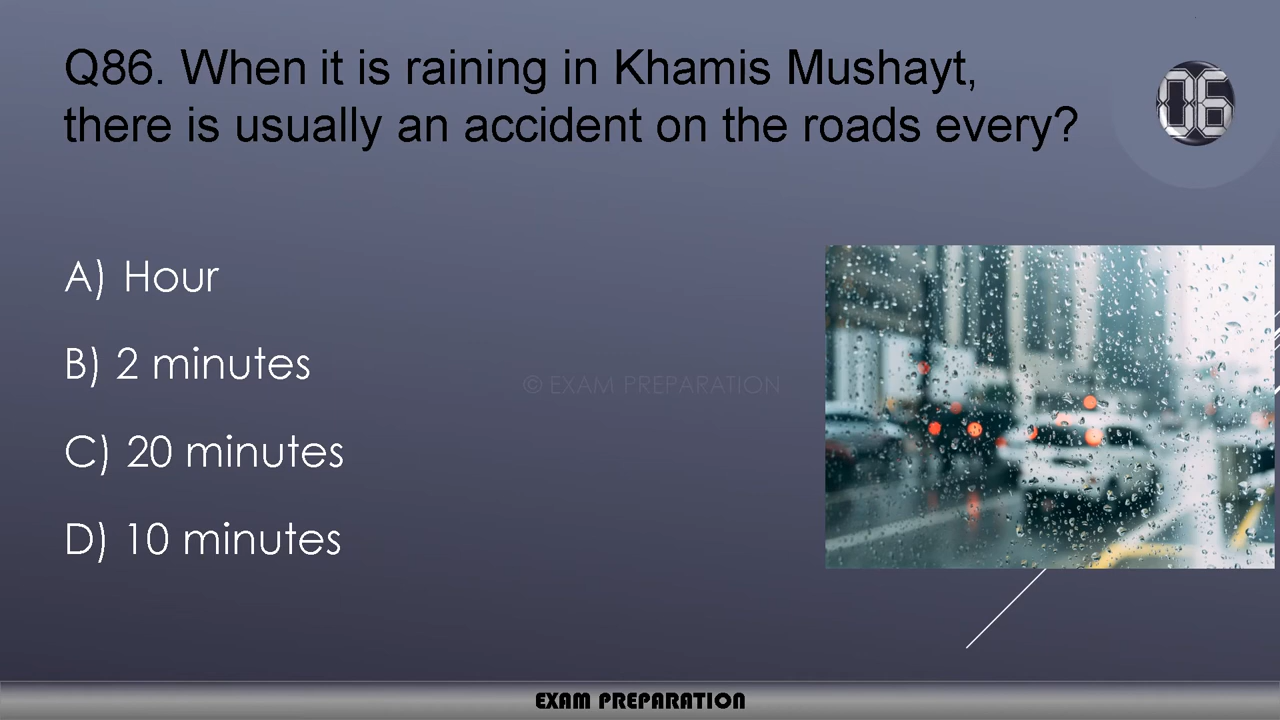 Q86. When it is raining in Khamis Mushayt,
there is usually an accident on the roads every?
06
A) Hour
B) 2 minutes
© EXAM PREPARATION
C) 20 minutes
D) 10 minutes
EXAM PREPARATION